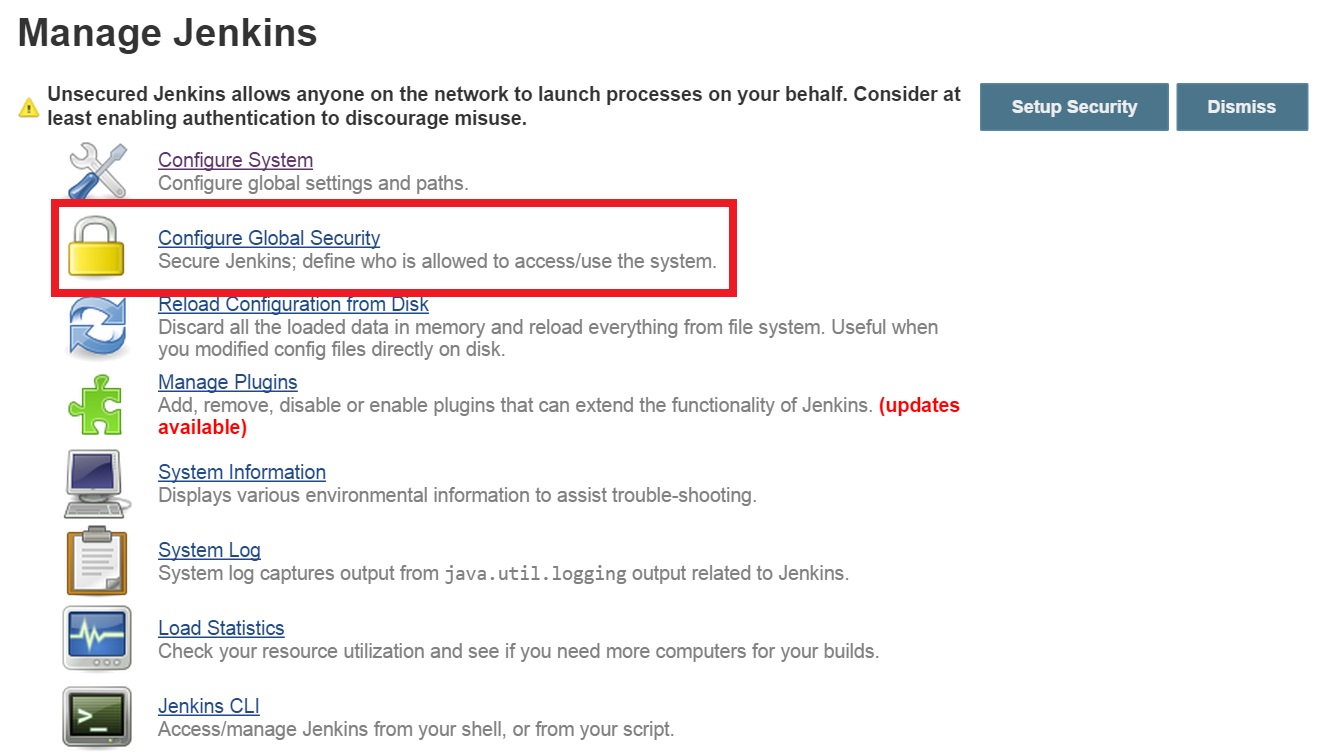 Manage Jenkins
Unsecured Jenkins allows anyone on the network to launch processes on your behalf. Consider at
least enabling authentication to discourage misuse.
Setup Security
Dismiss
Configure System
Configure global settings and paths.
Configure Global Security
Secure Jenkins; define who is allowed to access/use the system.
Reload Configuration from Disk
Discard all the loaded data in memory and reload everything from file system. Useful when
you modified config files directly on disk.
Manage Plugins
Add, remove, disable or enable plugins that can extend the functionality of Jenkins. (updates
available)
System Information
Displays various environmental information to assist trouble-shooting.
System Log
System log captures output from java.util.logging output related to Jenkins.
Load Statistics
Check your resource utilization and see if you need more computers for your builds.
Jenkins CLI
Access/manage Jenkins from your shell, or from your script.